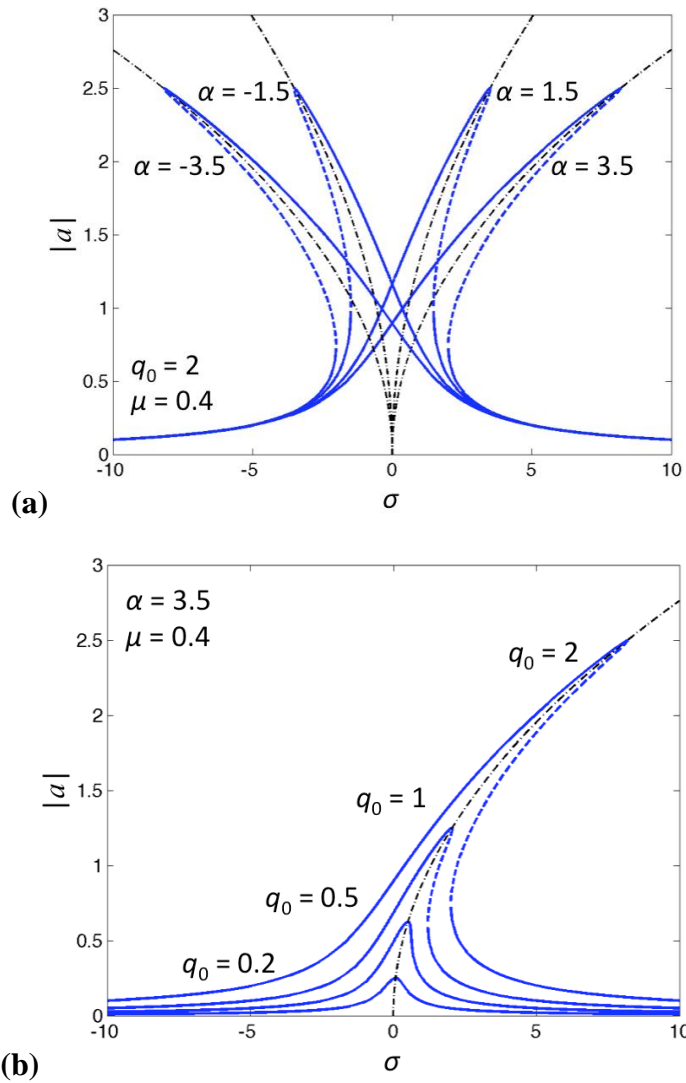 3
2.5
2
1.5
1
0.5
0
-10
-5
0
5
10
|a|
σ
α = -1.5
α = 1.5
α = -3.5
α = 3.5
q0 = 2
μ = 0.4
(a)
3
2.5
2
1.5
1
0.5
0
-10
-5
0
5
10
|a|
σ
α = 3.5
μ = 0.4
q0 = 2
q0 = 1
q0 = 0.5
q0 = 0.2
(b)